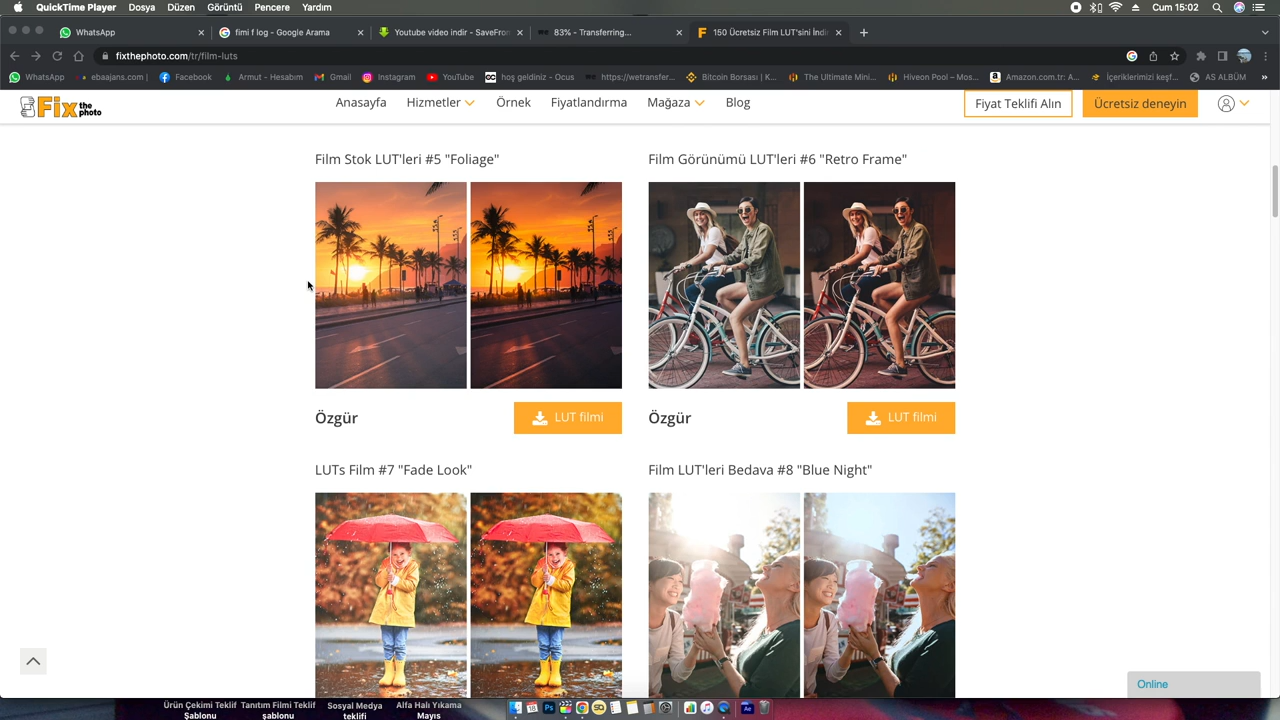 QuickTime Player Dosya Düzen Görüntü Pencere Yardım
Cum 15:02
WhatsApp
fimi f log - Google Arama
Youtube video indir - SaveFrom
83% - Transferring...
150 Ücretsiz Film LUT'sini İndi
fixthephoto.com/tr/film-luts
WhatsApp
ebaajans.com |
Facebook
Armut - Hesabım
Gmail
Instagram
YouTube
hoş geldiniz - Ocus
https://wetransfer...
Bitcoin Borsası | K...
The Ultimate Mini...
Hiveon Pool – Mos...
Amazon.com.tr: A...
İçeriklerimizi keşf...
AS ALBÜM
Fix the photo
Anasayfa
Hizmetler
Örnek
Fiyatlandırma
Mağaza
Blog
Fiyat Teklifi Alın
Ücretsiz deneyin
Film Stok LUT'leri #5 "Foliage"
Film Görünümü LUT'leri #6 "Retro Frame"
Özgür
LUT filmi
Özgür
LUT filmi
LUTs Film #7 "Fade Look"
Film LUT'leri Bedava #8 "Blue Night"
Online
Ürün Çekimi Teklif
Şablonu
Tanıtım Filmi Teklif
şablonu
Sosyal Medya
teklifi
Alfa Halı Yıkama
Mayıs